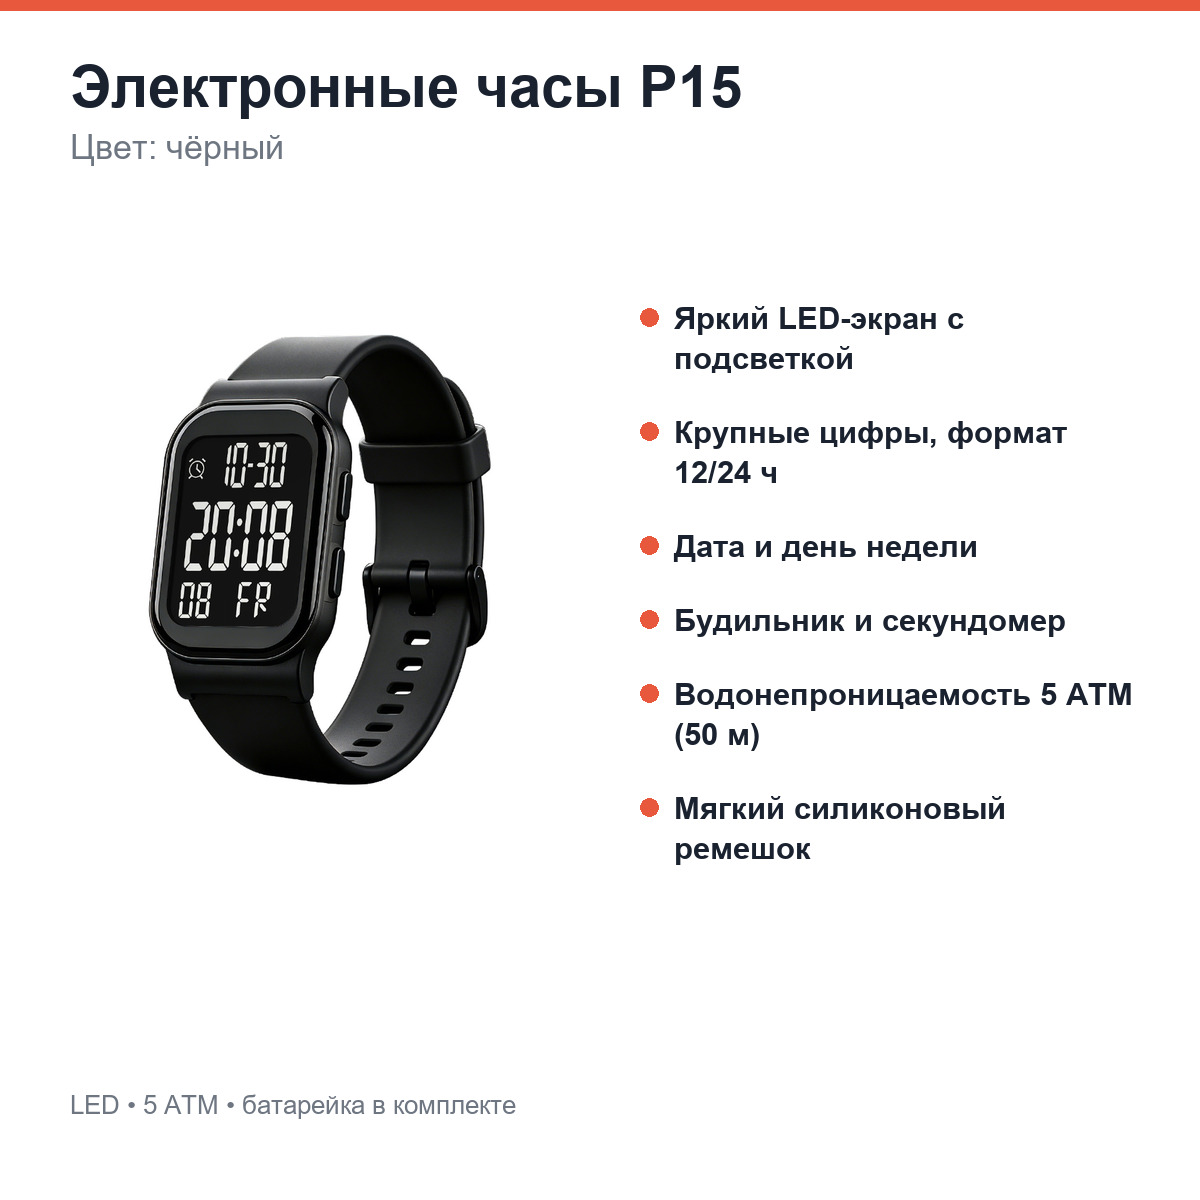 Электронные часы P15
Цвет: чёрный
Яркий LED-экран с
подсветкой
Крупные цифры, формат
12/24 ч
Дата и день недели
Будильник и секундомер
Водонепроницаемость 5 ATM
(50 м)
Мягкий силиконовый
ремешок
10:30
20:08
08 FR
LED • 5 ATM • батарейка в комплекте